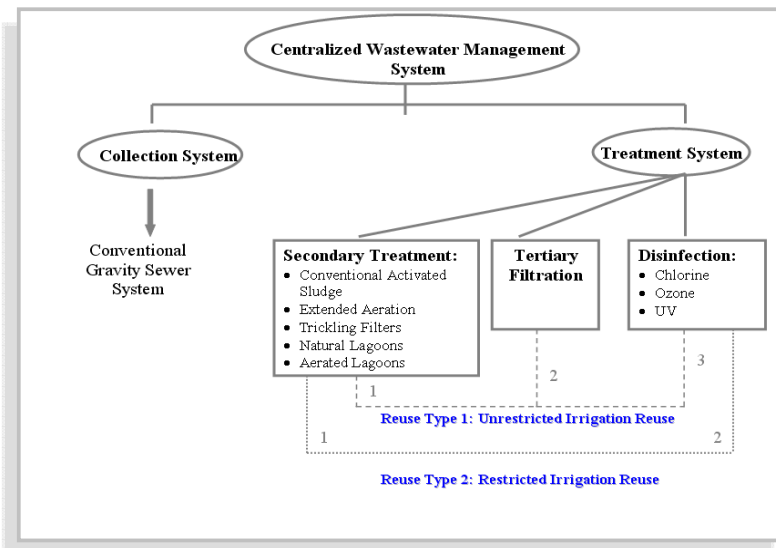 Centralized Wastewater Management
System
Collection System
Treatment System
Conventional
Gravity Sewer
System
Secondary Treatment:
• Conventional Activated
Sludge
• Extended Aeration
• Trickling Filters
• Natural Lagoons
• Aerated Lagoons
Tertiary
Filtration
Disinfection:
• Chlorine
• Ozone
• UV
1
2
3
Reuse Type 1: Unrestricted Irrigation Reuse
1
2
Reuse Type 2: Restricted Irrigation Reuse